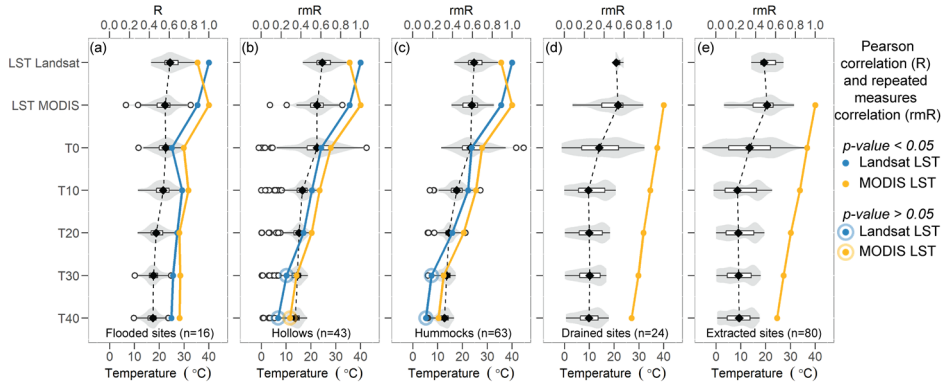 R
rmR
rmR
rmR
rmR
0.0 0.2 0.4 0.6 0.8 1.0
0.0 0.2 0.4 0.6 0.8 1.0
0.0 0.2 0.4 0.6 0.8 1.0
0.0 0.2 0.4 0.6 0.8 1.0
0.0 0.2 0.4 0.6 0.8 1.0
(a)
(b)
(c)
(d)
(e)
LST Landsat
LST MODIS
T0
T10
T20
T30
T40
Flooded sites (n=16)
Hollows (n=43)
Hummocks (n=63)
Drained sites (n=24)
Extracted sites (n=80)
0 10 20 30 40
0 10 20 30 40
0 10 20 30 40
0 10 20 30 40
0 10 20 30 40
Temperature (°C)
Temperature (°C)
Temperature (°C)
Temperature (°C)
Temperature (°C)
Pearson
correlation (R)
and repeated
measures
correlation (rmR)
p-value < 0.05
Landsat LST
MODIS LST
p-value > 0.05
Landsat LST
MODIS LST